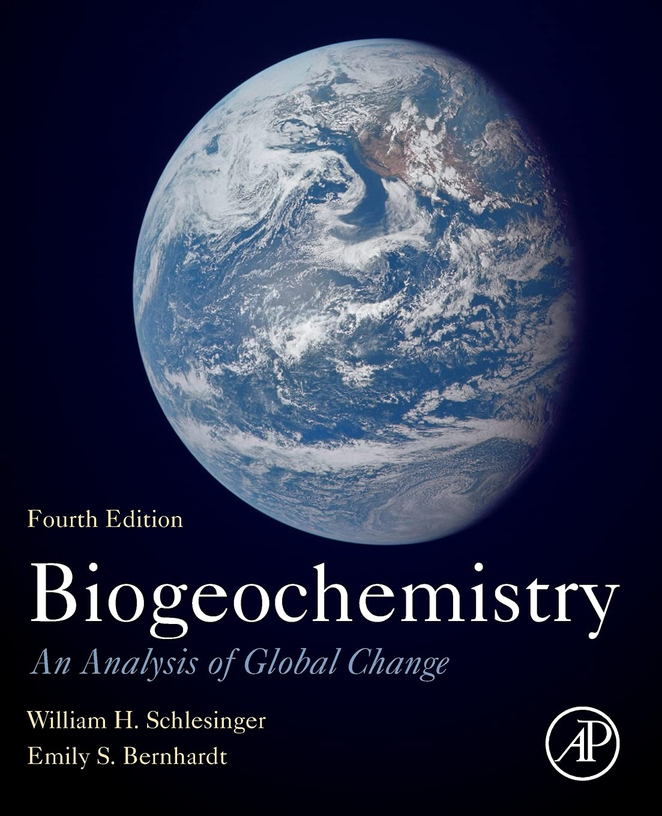 Fourth Edition
Biogeochemistry
An Analysis of Global Change
William H. Schlesinger
Emily S. Bernhardt
AP